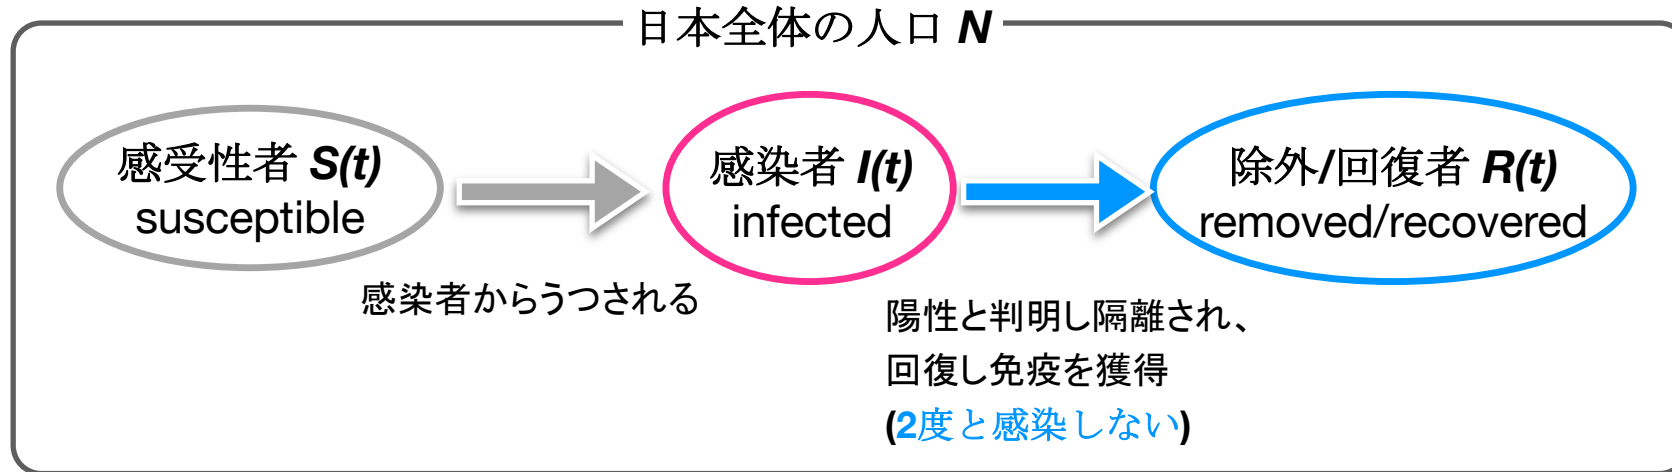 日本全体の人口 N
感受性者 S(t)
susceptible
感染者 I(t)
infected
除外/回復者 R(t)
removed/recovered
感染者からうつされる
陽性と判明し隔離され、
回復し免疫を獲得
(2度と感染しない)